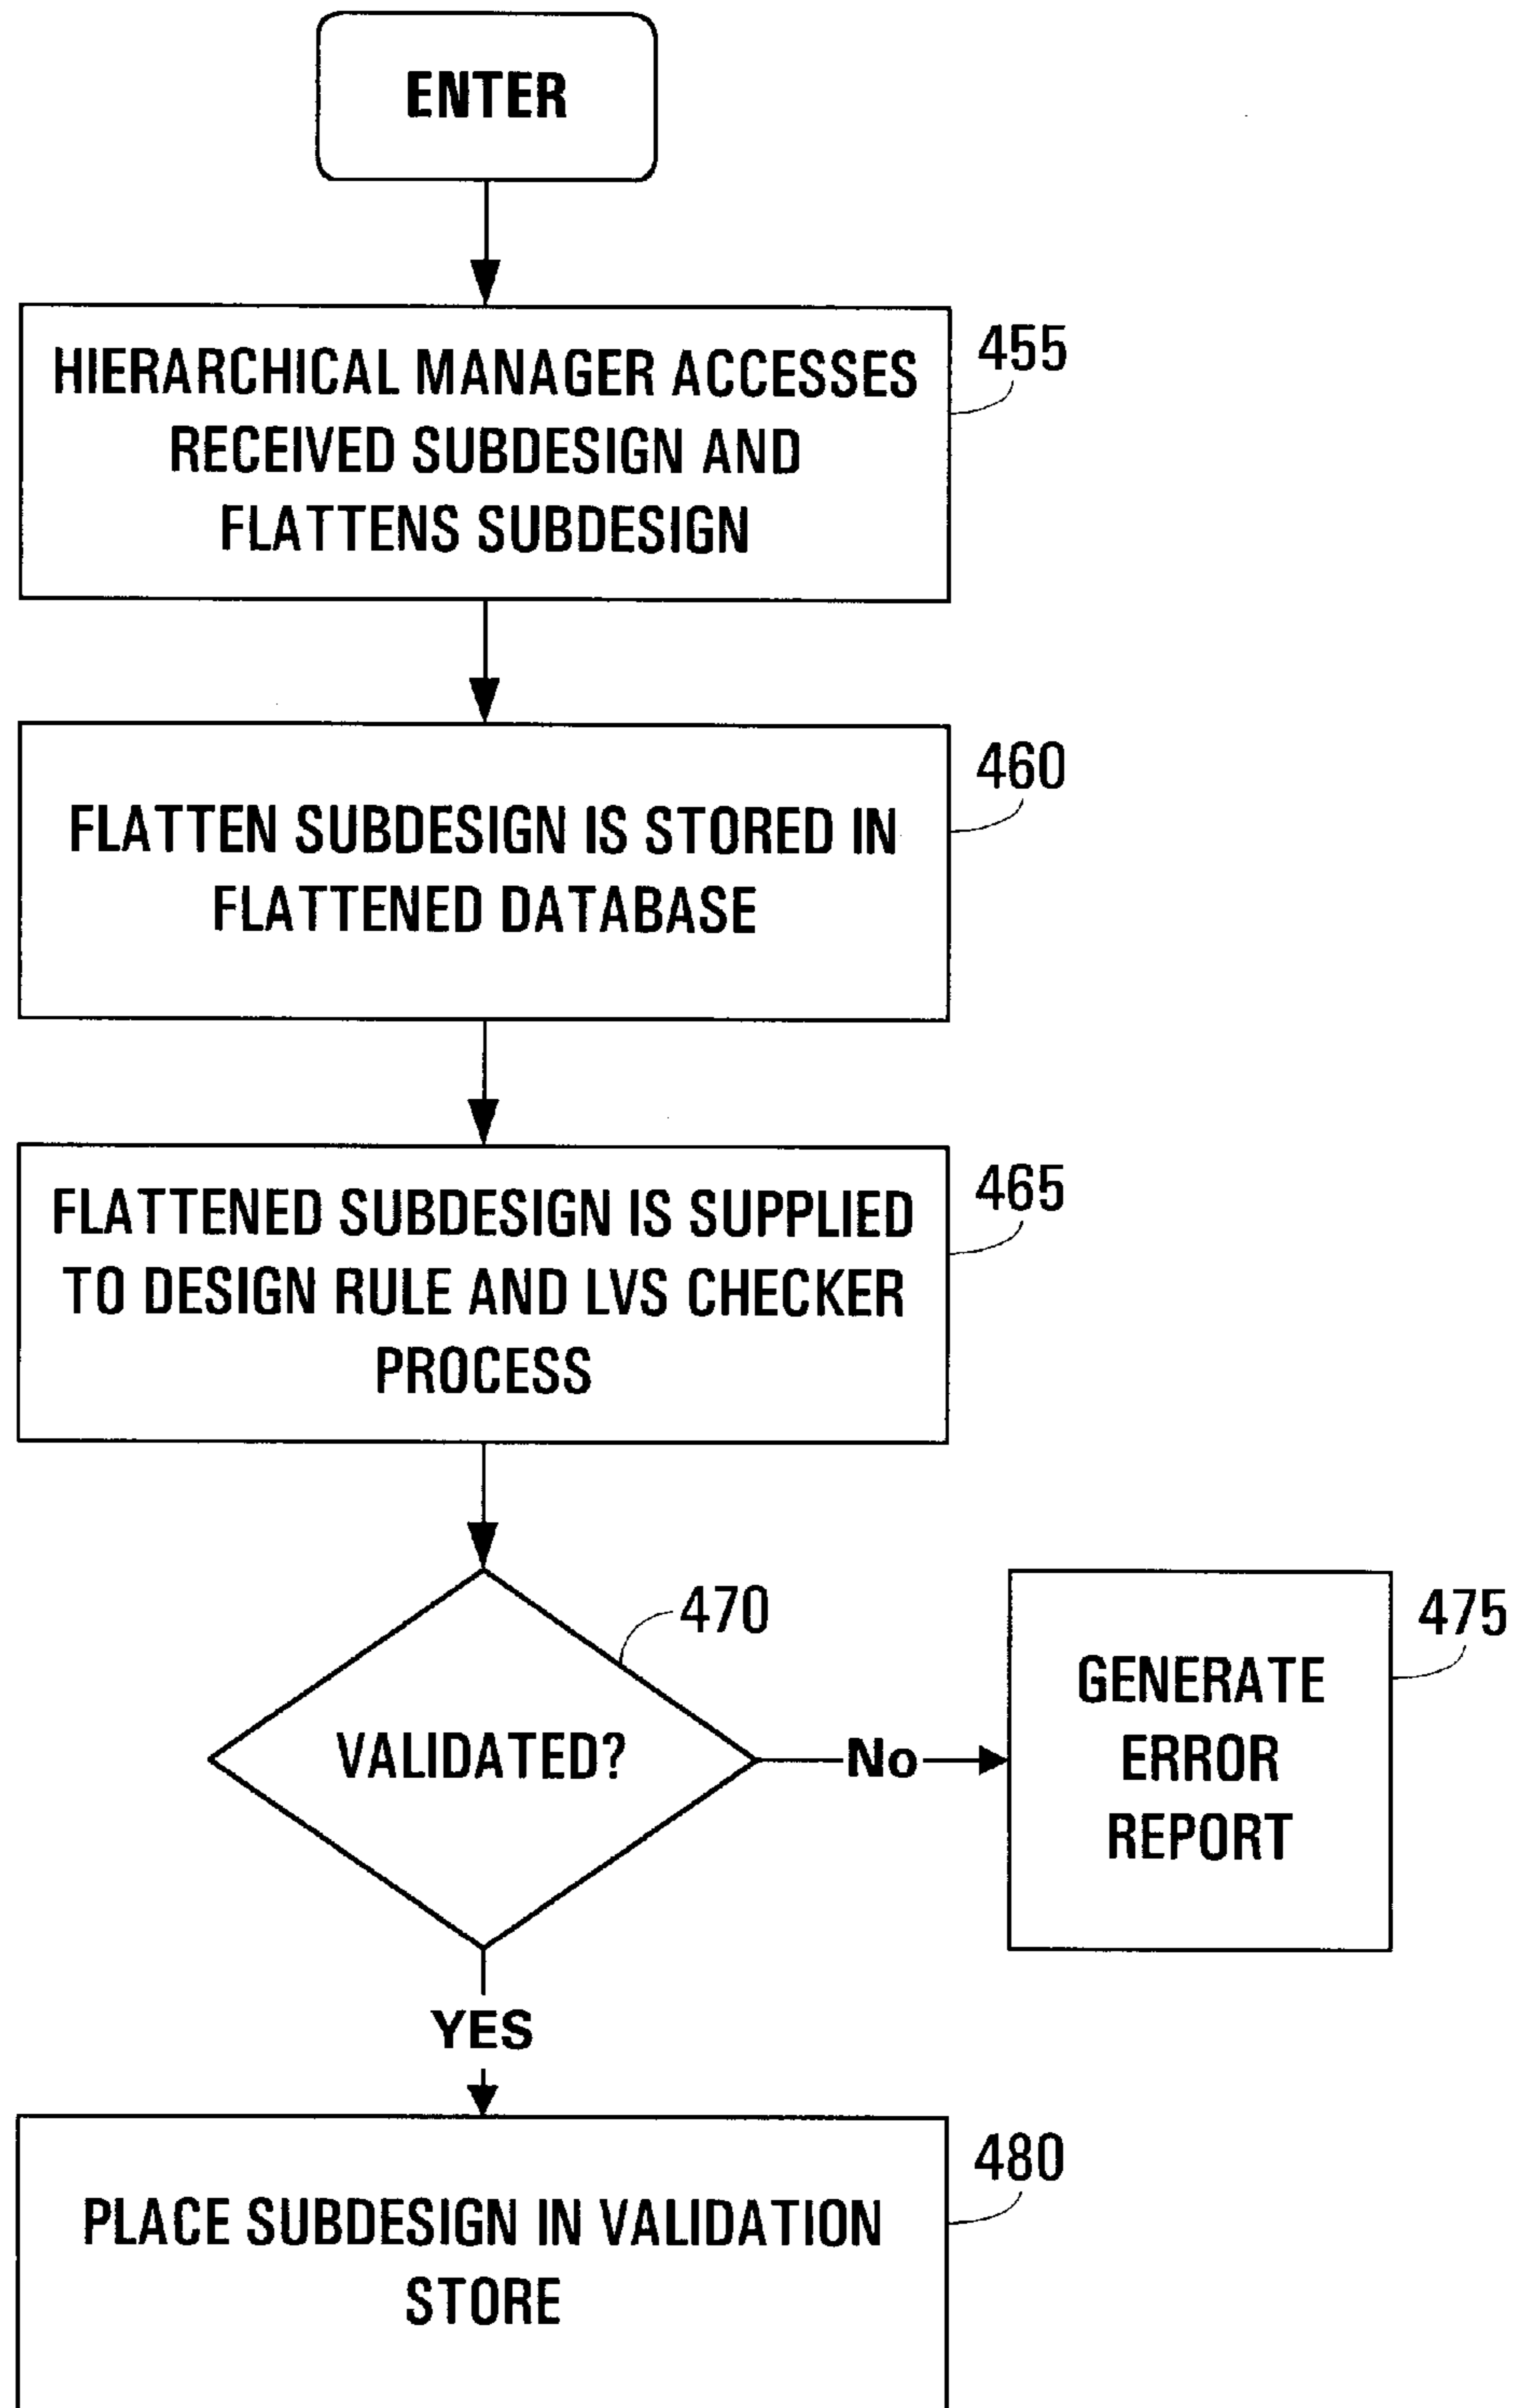 ENTER
HIERARCHICAL MANAGER ACCESSES
RECEIVED SUBDESIGN AND
FLATTENS SUBDESIGN
455
FLATTEN SUBDESIGN IS STORED IN
FLATTENED DATABASE
460
FLATTENED SUBDESIGN IS SUPPLIED
TO DESIGN RULE AND LVS CHECKER
PROCESS
465
VALIDATED?
470
No
GENERATE
ERROR
REPORT
475
YES
PLACE SUBDESIGN IN VALIDATION
STORE
480